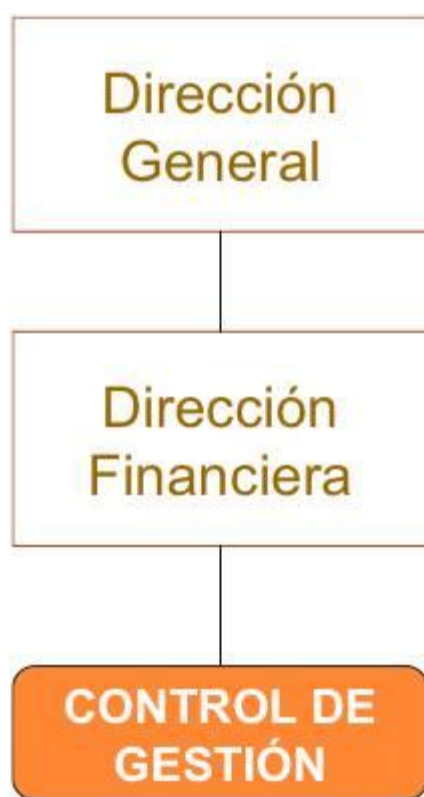 Dirección
General
Dirección
Financiera
CONTROL DE
GESTIÓN